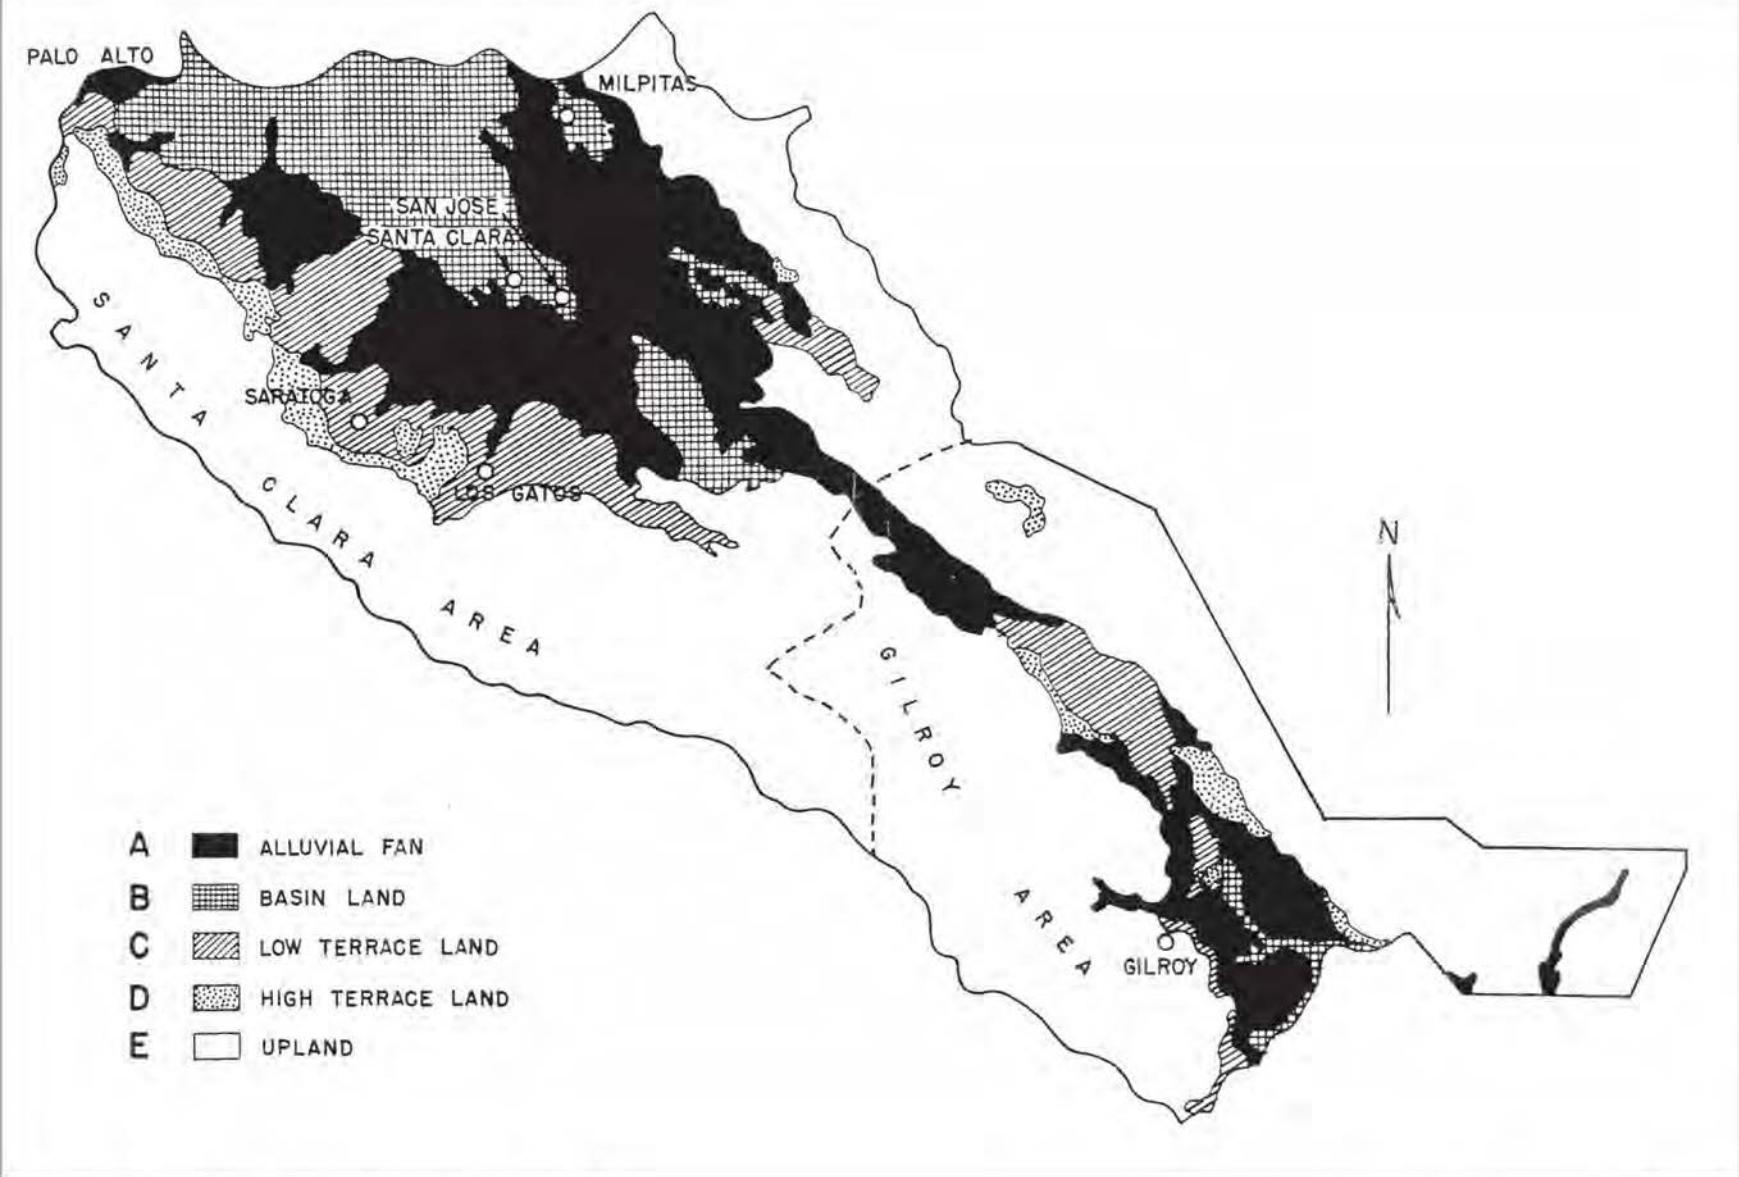 PALO ALTO
MILPITAS
SAN JOSE
SANTA CLARA
SARATOGA
LOS GATOS
SANTA CLARA AREA
N
GILROY AREA
GILROY
A ALLUVIAL FAN
B BASIN LAND
C LOW TERRACE LAND
D HIGH TERRACE LAND
E UPLAND